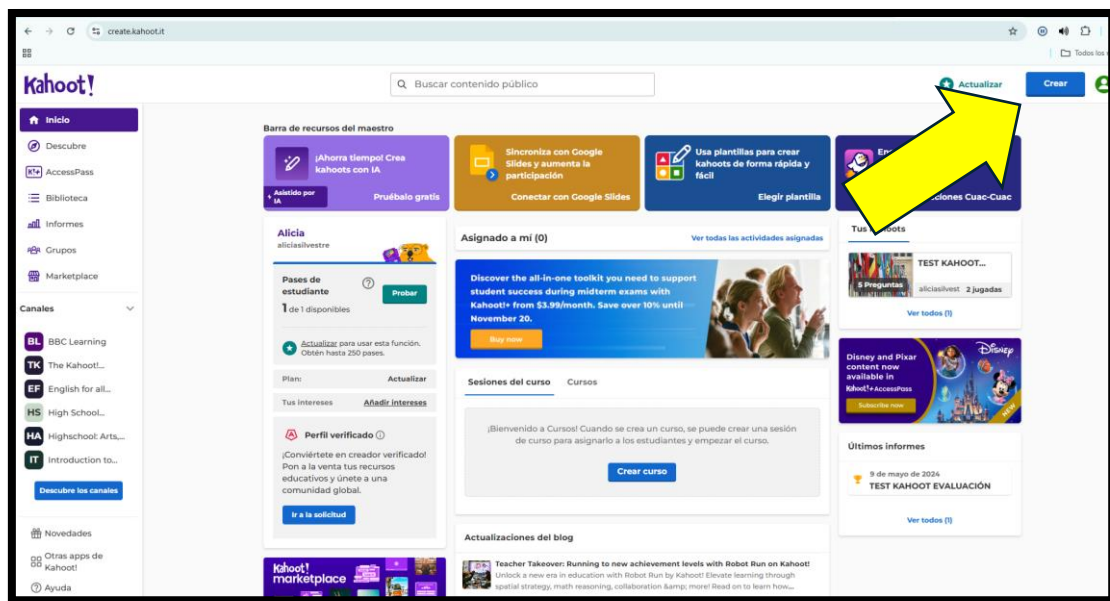 create.kahoot.it
Todos los
Kahoot!
Buscar contenido público
Actualizar
Crear
Inicio
Descubre
AccessPass
Biblioteca
Informes
Grupos
Marketplace
Canales
BL BBC Learning
TK The Kahoot!...
EF English for all...
HS High School...
HA Highschool: Arts,...
IT Introduction to...
Descubre los canales
Novedades
Otras apps de
Kahoot!
Ayuda
Barra de recursos del maestro
¡Ahorra tiempo! Crea
kahoots con IA
Asistido por
IA
Pruébalo gratis
Sincroniza con Google
Slides y aumenta la
participación
Conectar con Google Slides
Usa plantillas para crear
kahoots de forma rápida y
fácil
Elegir plantilla
Cuac-Cuac
Alicia
aliciasilvestre
Pases de
estudiante
Probar
1 de 1 disponibles
Actualizar para usar esta función.
Obtén hasta 250 pases.
Plan:
Actualizar
Tus intereses
Añadir intereses
Perfil verificado
¡Conviértete en creador verificado!
Pon a la venta tus recursos
educativos y únete a una
comunidad global.
Ir a la solicitud
Kahoot!
marketplace
Asignado a mí (0)
Ver todas las actividades asignadas
Discover the all-in-one toolkit you need to support
student success during midterm exams with
Kahoot!+ from $3.99/month. Save over 10% until
November 20.
Buy now
Sesiones del curso
Cursos
¡Bienvenido a Cursos! Cuando se crea un curso, se puede crear una sesión
de curso para asignarlo a los estudiantes y empezar el curso.
Crear curso
Actualizaciones del blog
Teacher Takeover: Running to new achievement levels with Robot Run on Kahoot!
Unlock a new era in education with Robot Run by Kahoot! Elevate learning through
spatial strategy, math reasoning, collaboration &amp; more! Read on to learn how...
TEST KAHOOT...
5 Preguntas
aliciasilvest
2 jugadas
Ver todos (1)
Disney and Pixar
content now
available in
Kahoot!+ AccessPass
Subscribe now
Disney
NEW
Últimos informes
9 de mayo de 2024
TEST KAHOOT EVALUACIÓN
Ver todos (1)